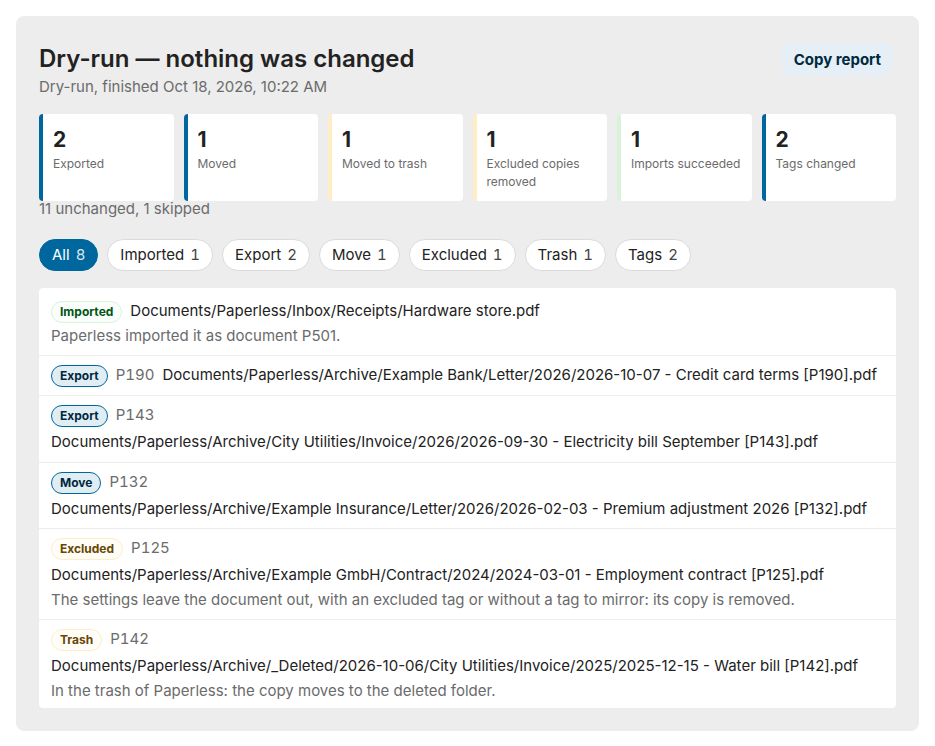 Dry-run — nothing was changed
Copy report
Dry-run, finished Oct 18, 2026, 10:22 AM
2
Exported
1
Moved
1
Moved to trash
1
Excluded copies
removed
1
Imports succeeded
2
Tags changed
11 unchanged, 1 skipped
All 8
Imported 1
Export 2
Move 1
Excluded 1
Trash 1
Tags 2
Imported Documents/Paperless/Inbox/Receipts/Hardware store.pdf
Paperless imported it as document P501.
Export P190 Documents/Paperless/Archive/Example Bank/Letter/2026/2026-10-07 - Credit card terms [P190].pdf
Export P143
Documents/Paperless/Archive/City Utilities/Invoice/2026/2026-09-30 - Electricity bill September [P143].pdf
Move P132
Documents/Paperless/Archive/Example Insurance/Letter/2026/2026-02-03 - Premium adjustment 2026 [P132].pdf
Excluded P125
Documents/Paperless/Archive/Example GmbH/Contract/2024/2024-03-01 - Employment contract [P125].pdf
The settings leave the document out, with an excluded tag or without a tag to mirror: its copy is removed.
Trash P142
Documents/Paperless/Archive/_Deleted/2026-10-06/City Utilities/Invoice/2025/2025-12-15 - Water bill [P142].pdf
In the trash of Paperless: the copy moves to the deleted folder.